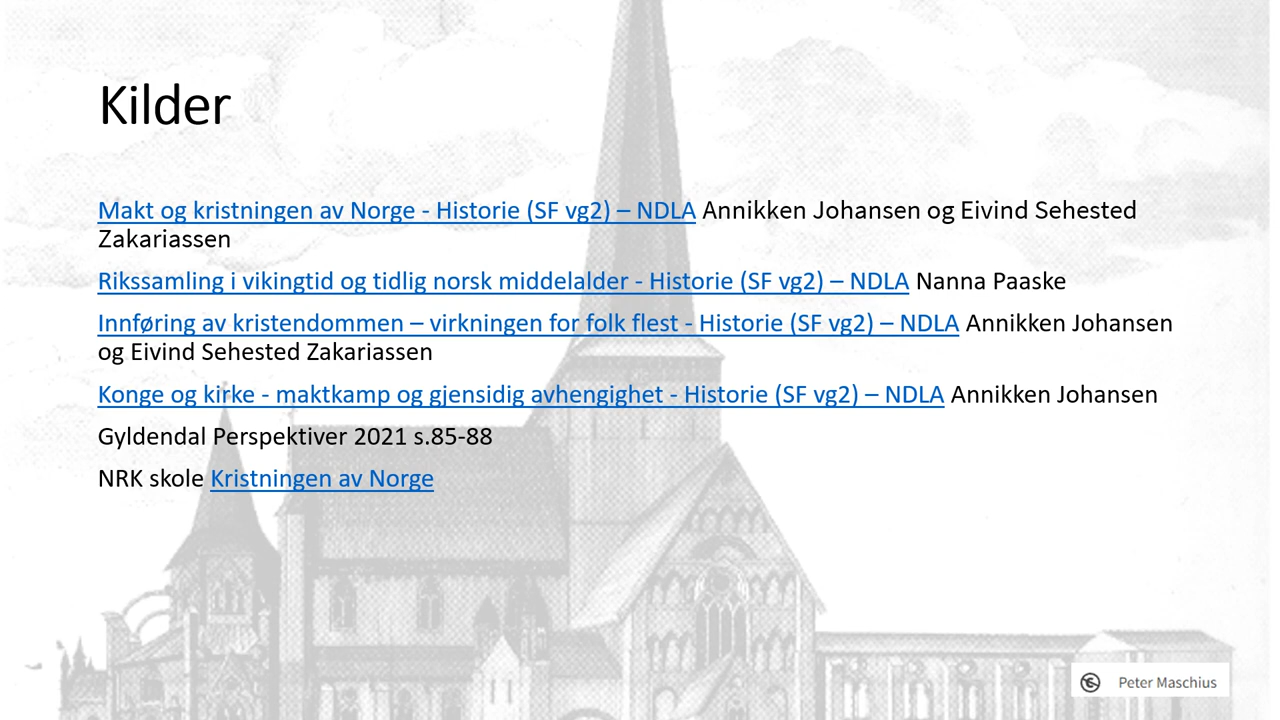 Kilder
Makt og kristningen av Norge - Historie (SF vg2) – NDLA Annikken Johansen og Eivind Sehested
Zakariassen
Rikssamling i vikingtid og tidlig norsk middelalder - Historie (SF vg2) – NDLA Nanna Paaske
Innføring av kristendommen – virkningen for folk flest - Historie (SF vg2) – NDLA Annikken Johansen
og Eivind Sehested Zakariassen
Konge og kirke - maktkamp og gjensidig avhengighet - Historie (SF vg2) – NDLA Annikken Johansen
Gyldendal Perspektiver 2021 s.85-88
NRK skole Kristningen av Norge
Peter Maschius